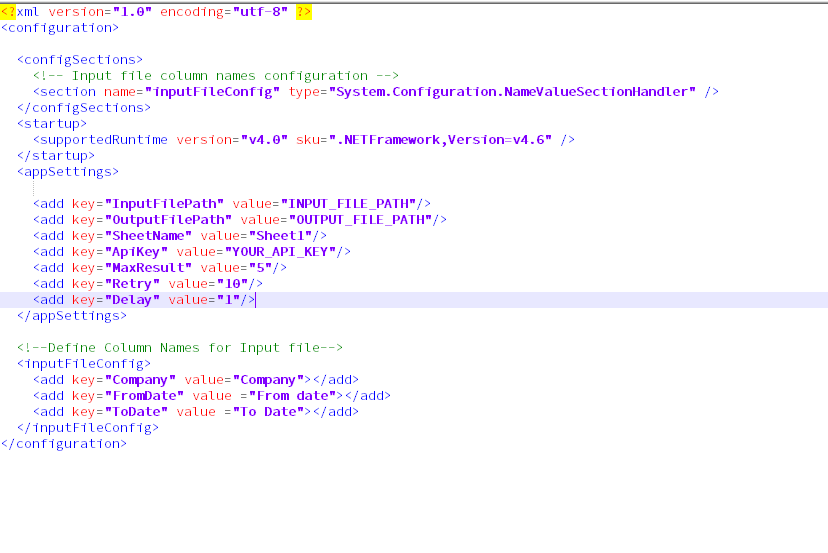 <?xml version="1.0" encoding="utf-8" ?>
<configuration>
<configSections>
<!-- Input file column names configuration -->
<section name="inputFileConfig" type="System.Configuration.NameValueSectionHandler" />
</configSections>
<startup>
<supportedRuntime version="v4.0" sku=".NETFramework,Version=v4.6" />
</startup>
<appSettings>
<add key="InputFilePath" value="INPUT_FILE_PATH"/>
<add key="OutputFilePath" value="OUTPUT_FILE_PATH"/>
<add key="SheetName" value="Sheet1"/>
<add key="ApiKey" value="YOUR_API_KEY"/>
<add key="MaxResult" value="5"/>
<add key="Retry" value="10"/>
<add key="Delay" value="1"/>
</appSettings>
<!--Define Column Names for Input file-->
<inputFileConfig>
<add key="Company" value="Company"></add>
<add key="FromDate" value ="From date"></add>
<add key="ToDate" value ="To Date"></add>
</inputFileConfig>
</configuration>